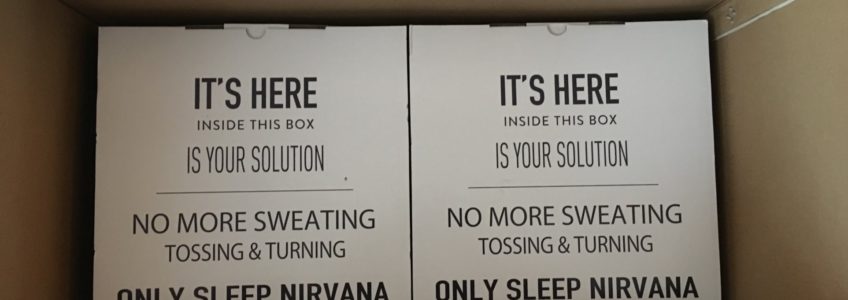 IT'S HERE
INSIDE THIS BOX
IS YOUR SOLUTION
NO MORE SWEATING
TOSSING & TURNING
ONLY SLEEP NIRVANA
IT'S HERE
INSIDE THIS BOX
IS YOUR SOLUTION
NO MORE SWEATING
TOSSING & TURNING
ONLY SLEEP NIRVANA